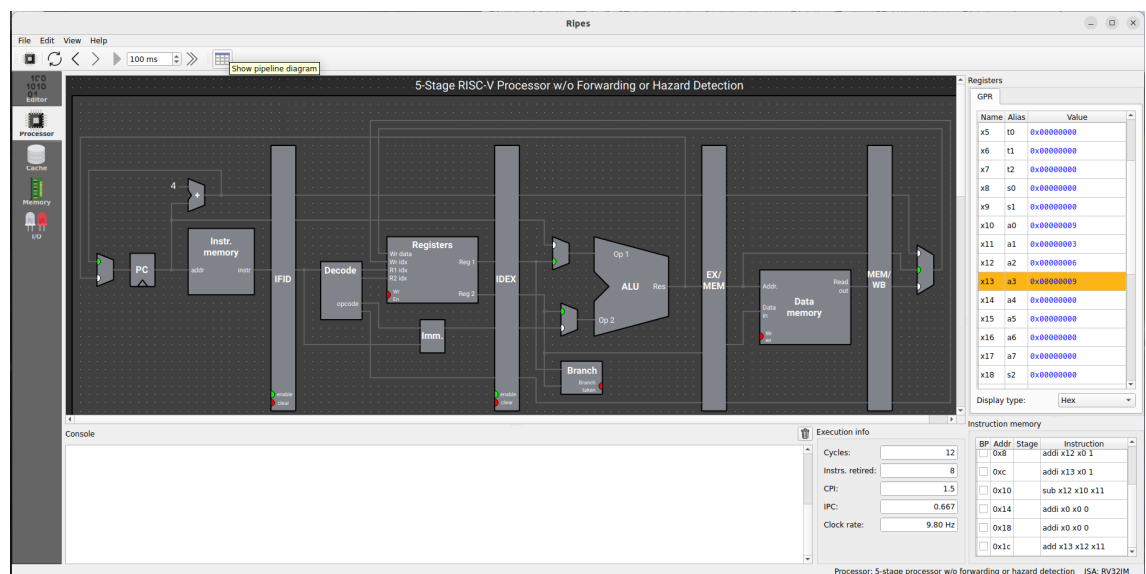 Ripes
File Edit View Help
100 ms
Show pipeline diagram
Editor
Processor
Cache
Memory
I/O
5-Stage RISC-V Processor w/o Forwarding or Hazard Detection
4
+
PC
Instr. memory
addr instr
IFID
enable
clear
Decode
opcode
Registers
Wr data
Wr idx Reg 1
R1 idx
R2 idx
Wr En Reg 2
Imm.
IDEX
enable
clear
Op 1
ALU Res
Op 2
Branch
Branch taken
EX/MEM
Addr. Read out
Data memory
Data in
Wr en
MEM/WB
Registers
GPR
Name Alias Value
x5 t0 0x00000000
x6 t1 0x00000000
x7 t2 0x00000000
x8 s0 0x00000000
x9 s1 0x00000000
x10 a0 0x00000009
x11 a1 0x00000003
x12 a2 0x00000006
x13 a3 0x00000009
x14 a4 0x00000000
x15 a5 0x00000000
x16 a6 0x00000000
x17 a7 0x00000000
x18 s2 0x00000000
Display type: Hex
Console
Execution info
Cycles: 12
Instrs. retired: 8
CPI: 1.5
IPC: 0.667
Clock rate: 9.80 Hz
Instruction memory
BP Addr Stage Instruction
0x8 addi x12 x0 1
0xc addi x13 x0 1
0x10 sub x12 x10 x11
0x14 addi x0 x0 0
0x18 addi x0 x0 0
0x1c add x13 x12 x11
Processor: 5-stage processor w/o forwarding or hazard detection ISA: RV32IM